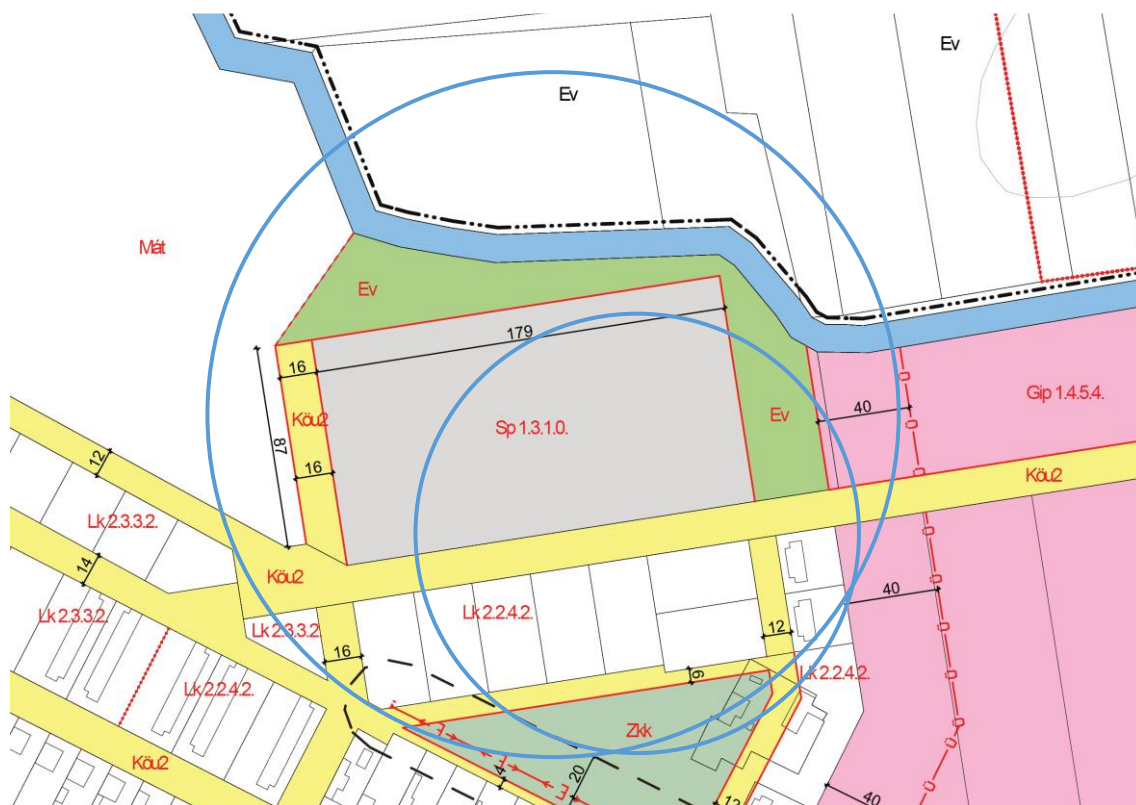 Ev
Ev
Mát
Ev
179
16
Köu2
16
87
Sp 1.3.1.0.
Ev
40
Gip 1.4.5.4.
Köu2
12
Lk 2.3.3.2.
14
Köu2
Lk 2.3.3.2.
Lk 2.3.3.2.
16
Lk 2.2.4.2.
Lk 2.2.4.2.
12
40
6
Lk 2.2.4.2.
Zkk
Köu2
4
20
12
40